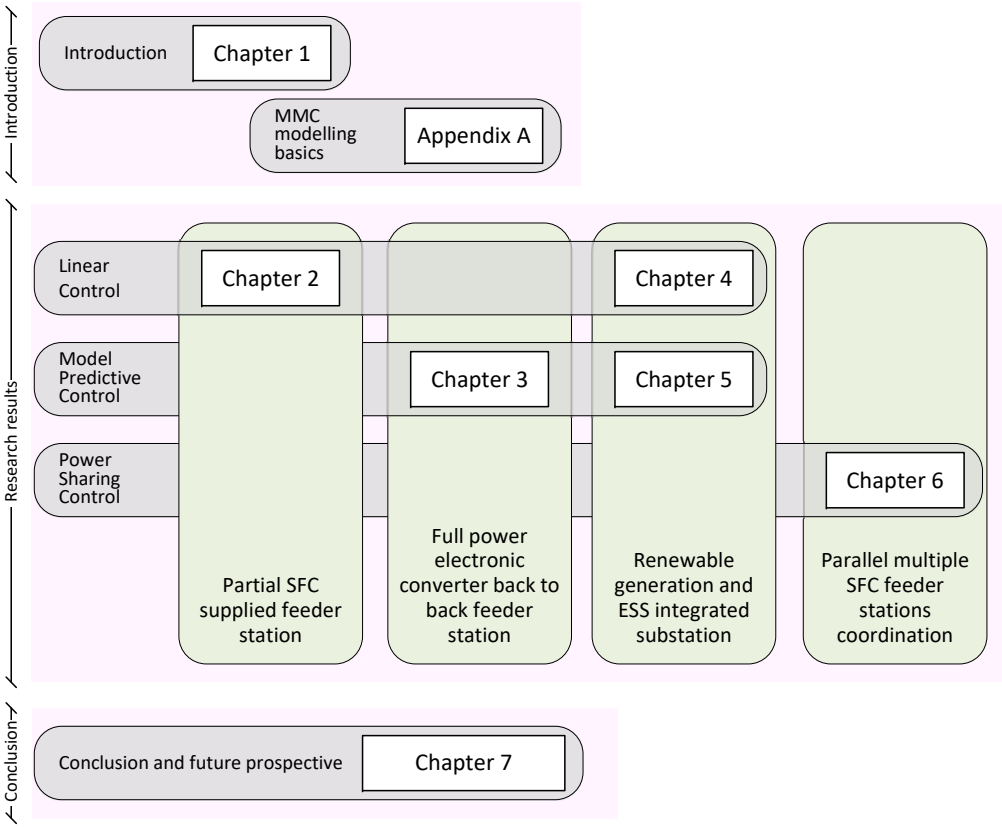 Introduction
Introduction
Chapter 1
MMC
modelling
basics
Appendix A
Research results
Linear
Control
Chapter 2
Chapter 4
Model
Predictive
Control
Chapter 3
Chapter 5
Power
Sharing
Control
Chapter 6
Partial SFC
supplied feeder
station
Full power
electronic
converter back to
back feeder
station
Renewable
generation and
ESS integrated
substation
Parallel multiple
SFC feeder
stations
coordination
Conclusion
Conclusion and future prospective
Chapter 7